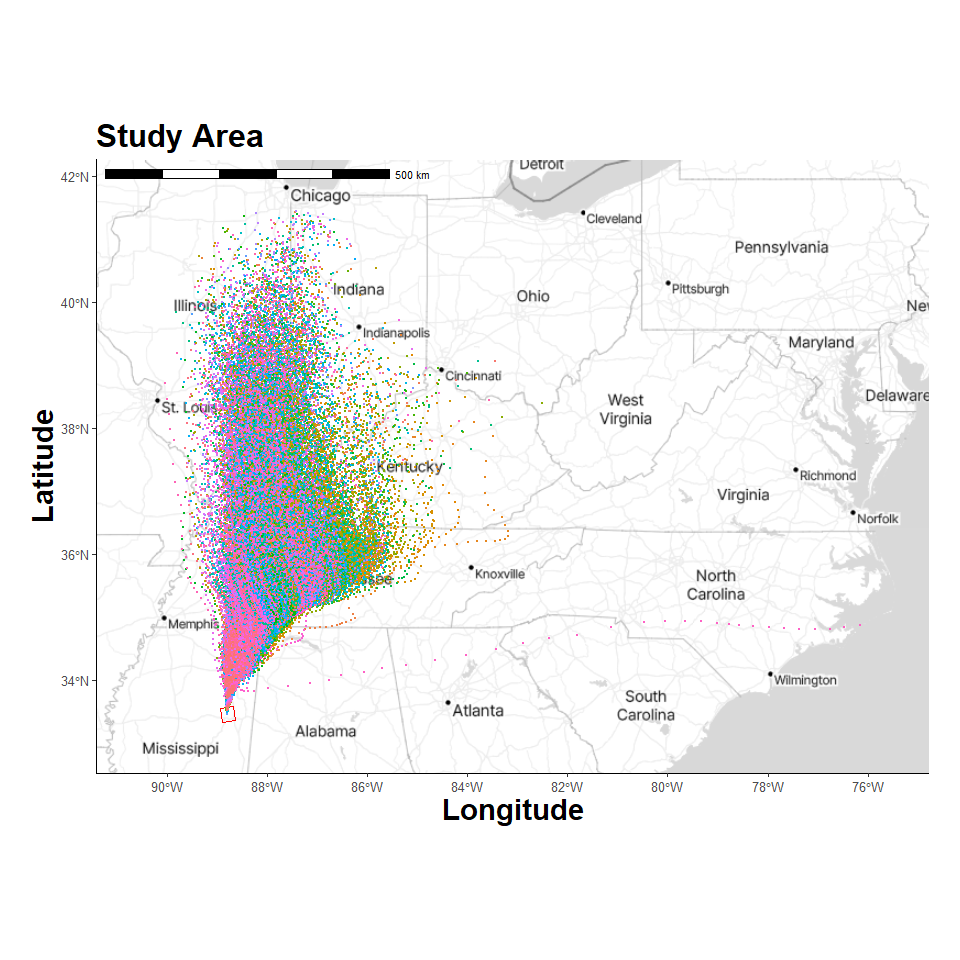 Study Area
42°N
40°N
38°N
36°N
34°N
Latitude
500 km
Detroit
Chicago
Cleveland
Pennsylvania
Pittsburgh
Indiana
Ohio
Illinois
New
Indianapolis
Maryland
Cincinnati
Delaware
St. Louis
West
Virginia
Kentucky
Richmond
Virginia
Norfolk
see
Knoxville
North
Carolina
Memphis
Wilmington
South
Carolina
Atlanta
Alabama
Mississippi
90°W
88°W
86°W
84°W
82°W
80°W
78°W
76°W
Longitude